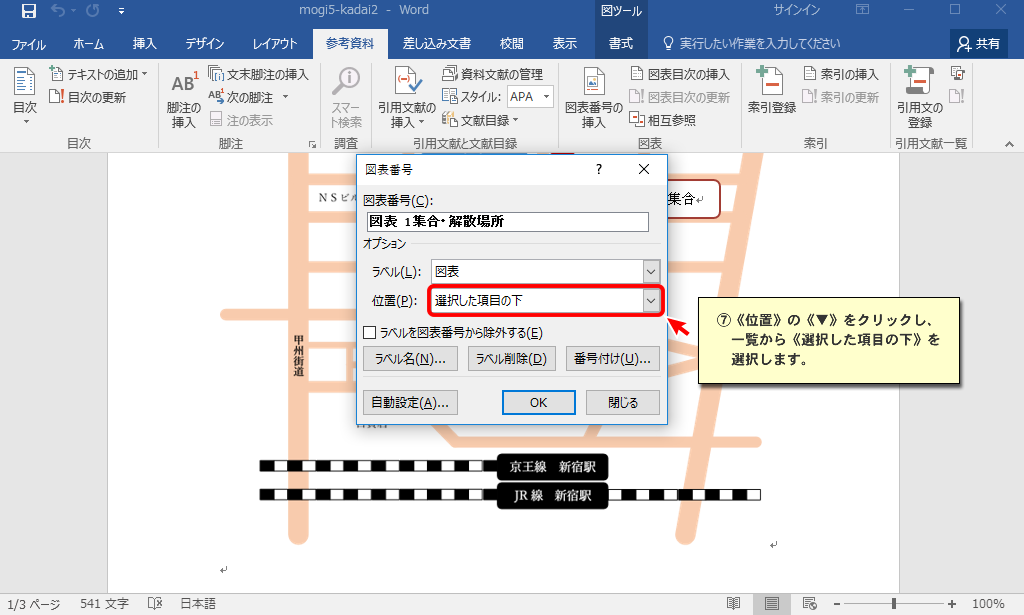 mogi5-kadai2 - Word
図ツール
サインイン
ファイル ホーム 挿入 デザイン レイアウト 参考資料 差し込み文書 校閲 表示 書式 実行したい作業を入力してください 共有
目次
テキストの追加
目次の更新
目次
AB1
脚注の
挿入
文末脚注の挿入
AB1 次の脚注
注の表示
脚注
スマー
ト検索
調査
引用文献の
挿入
資料文献の管理
スタイル: APA
文献目録
引用文献と文献目録
図表番号の
挿入
図表目次の挿入
図表目次の更新
相互参照
図表
索引登録
索引の挿入
索引の更新
索引
引用文の
登録
引用文献一覧
図表番号 ?
図表番号(C):
図表 1集合・解散場所
オプション
ラベル(L): 図表
位置(P): 選択した項目の下
ラベルを図表番号から除外する(E)
ラベル名(N)... ラベル削除(D) 番号付け(U)...
自動設定(A)... OK 閉じる
NSビル
集合
甲州街道
京王線 新宿駅
JR線 新宿駅
⑦《位置》の《▼》をクリックし、
一覧から《選択した項目の下》を
選択します。
1/3 ページ 541 文字 日本語 100%